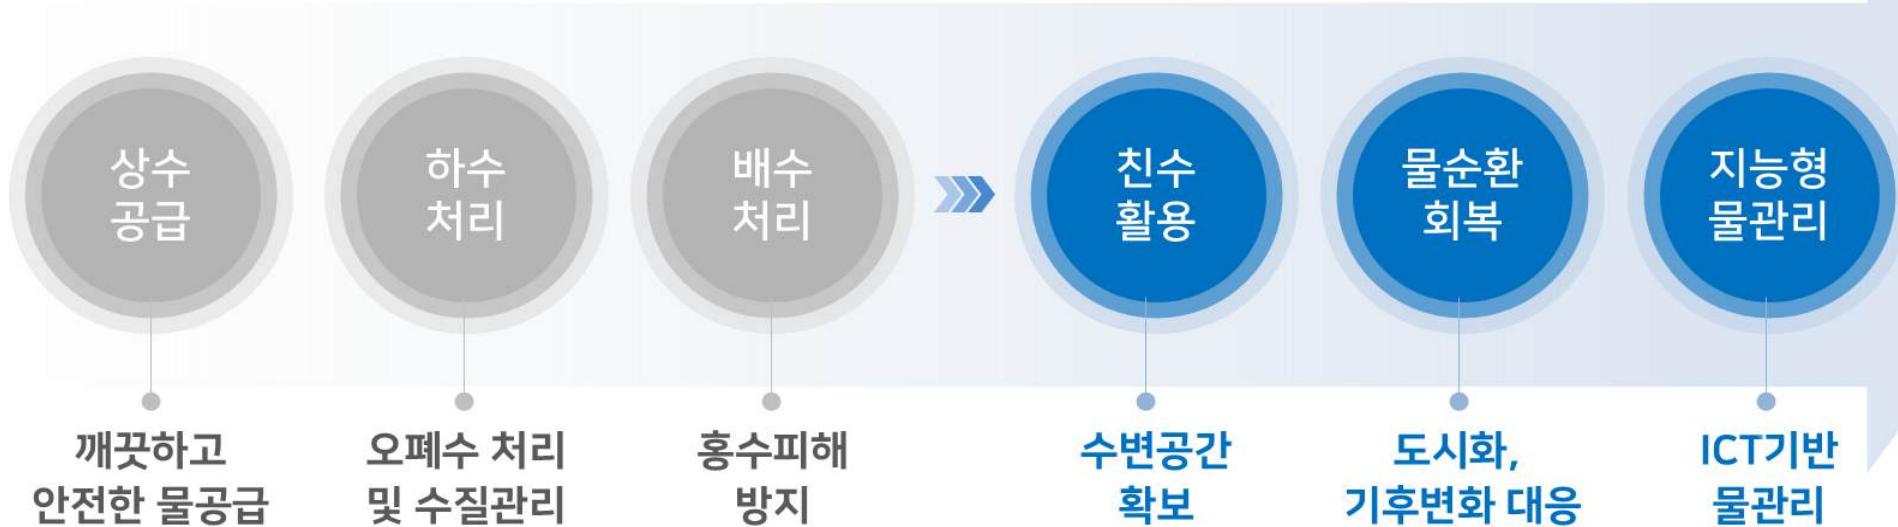 상수
공급
하수
처리
배수
처리
친수
활용
물순환
회복
지능형
물관리
깨끗하고
안전한 물공급
오폐수 처리
및 수질관리
홍수피해
방지
수변공간
확보
도시화,
기후변화 대응
ICT기반
물관리